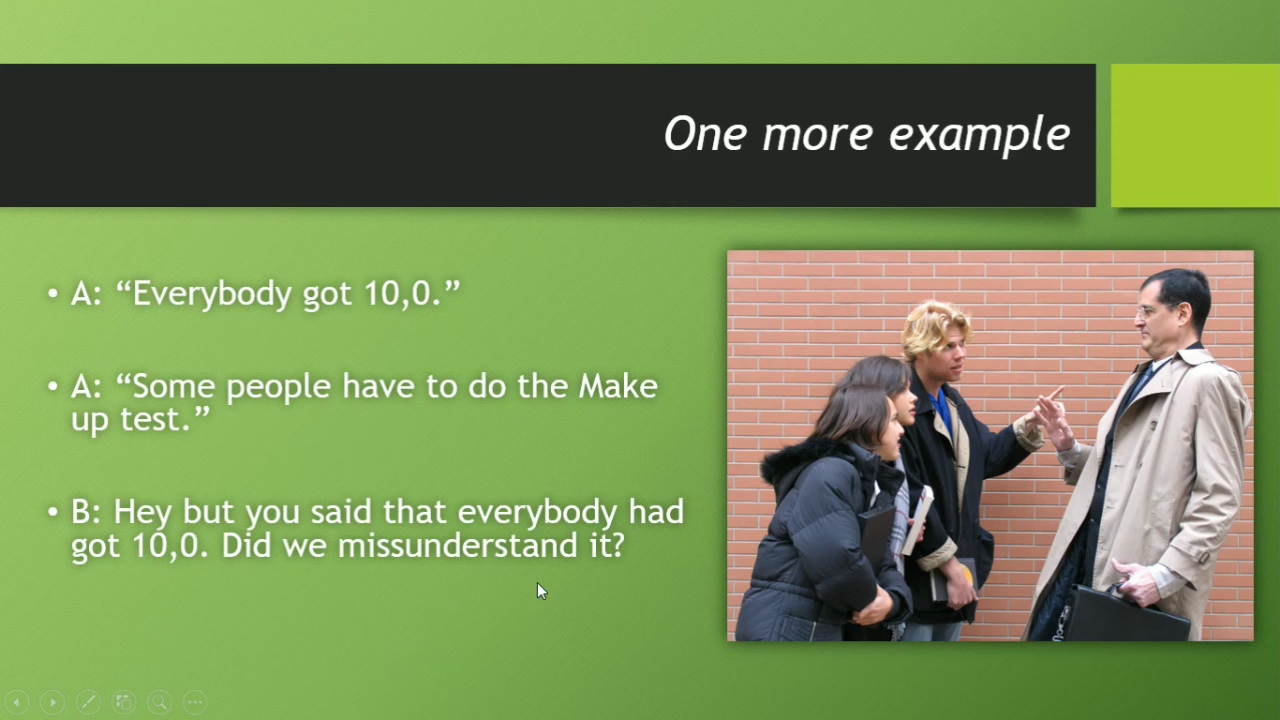 One more example
• A: “Everybody got 10,0.”
• A: “Some people have to do the Make
up test.”
• B: Hey but you said that everybody had
got 10,0. Did we missunderstand it?